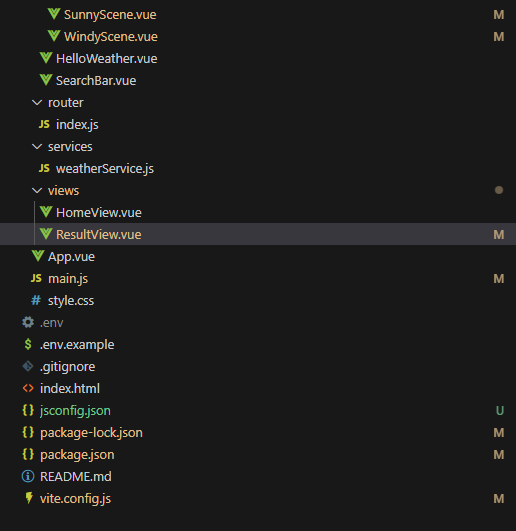 SunnyScene.vue M
WindyScene.vue M
HelloWeather.vue
SearchBar.vue
router
JS index.js
services
JS weatherService.js
views
HomeView.vue
ResultView.vue M
App.vue
JS main.js M
# style.css
.env
$ .env.example
.gitignore
<> index.html
{} jsconfig.json U
{} package-lock.json M
{} package.json M
README.md
vite.config.js M